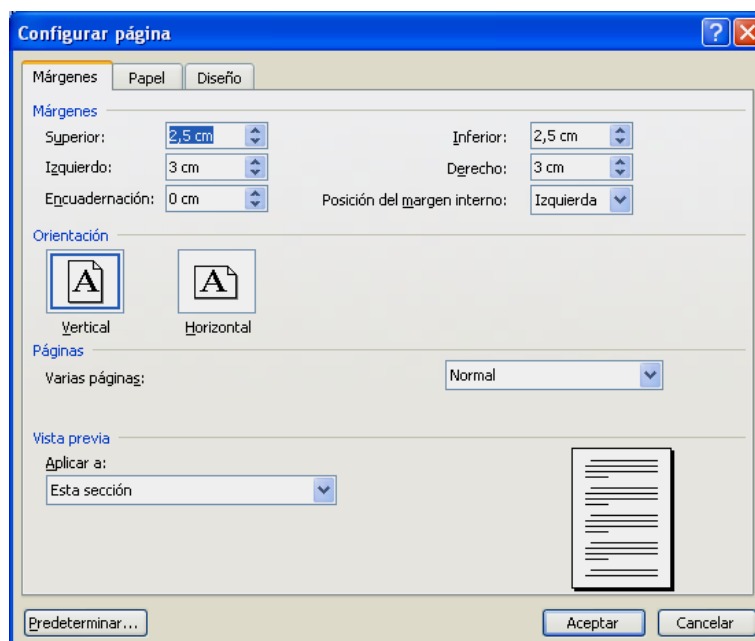 Configurar página
Márgenes Papel Diseño
Márgenes
Superior: 2,5 cm Inferior: 2,5 cm
Izquierdo: 3 cm Derecho: 3 cm
Encuadernación: 0 cm Posición del margen interno: Izquierda
Orientación
A A
Vertical Horizontal
Páginas
Varias páginas: Normal
Vista previa
Aplicar a:
Esta sección
Predeterminar... Aceptar Cancelar